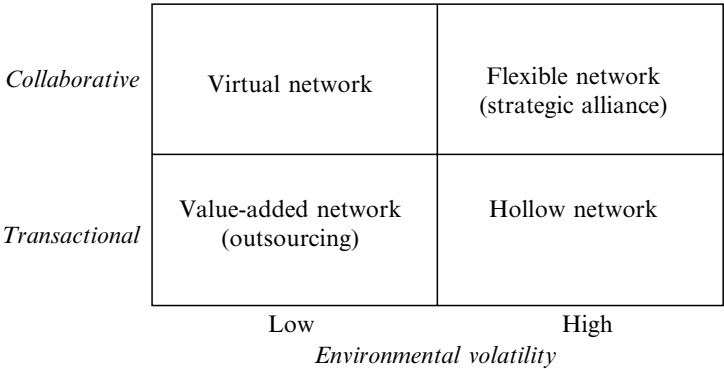 Collaborative
Virtual network
Flexible network
(strategic alliance)
Transactional
Value-added network
(outsourcing)
Hollow network
Low
High
Environmental volatility